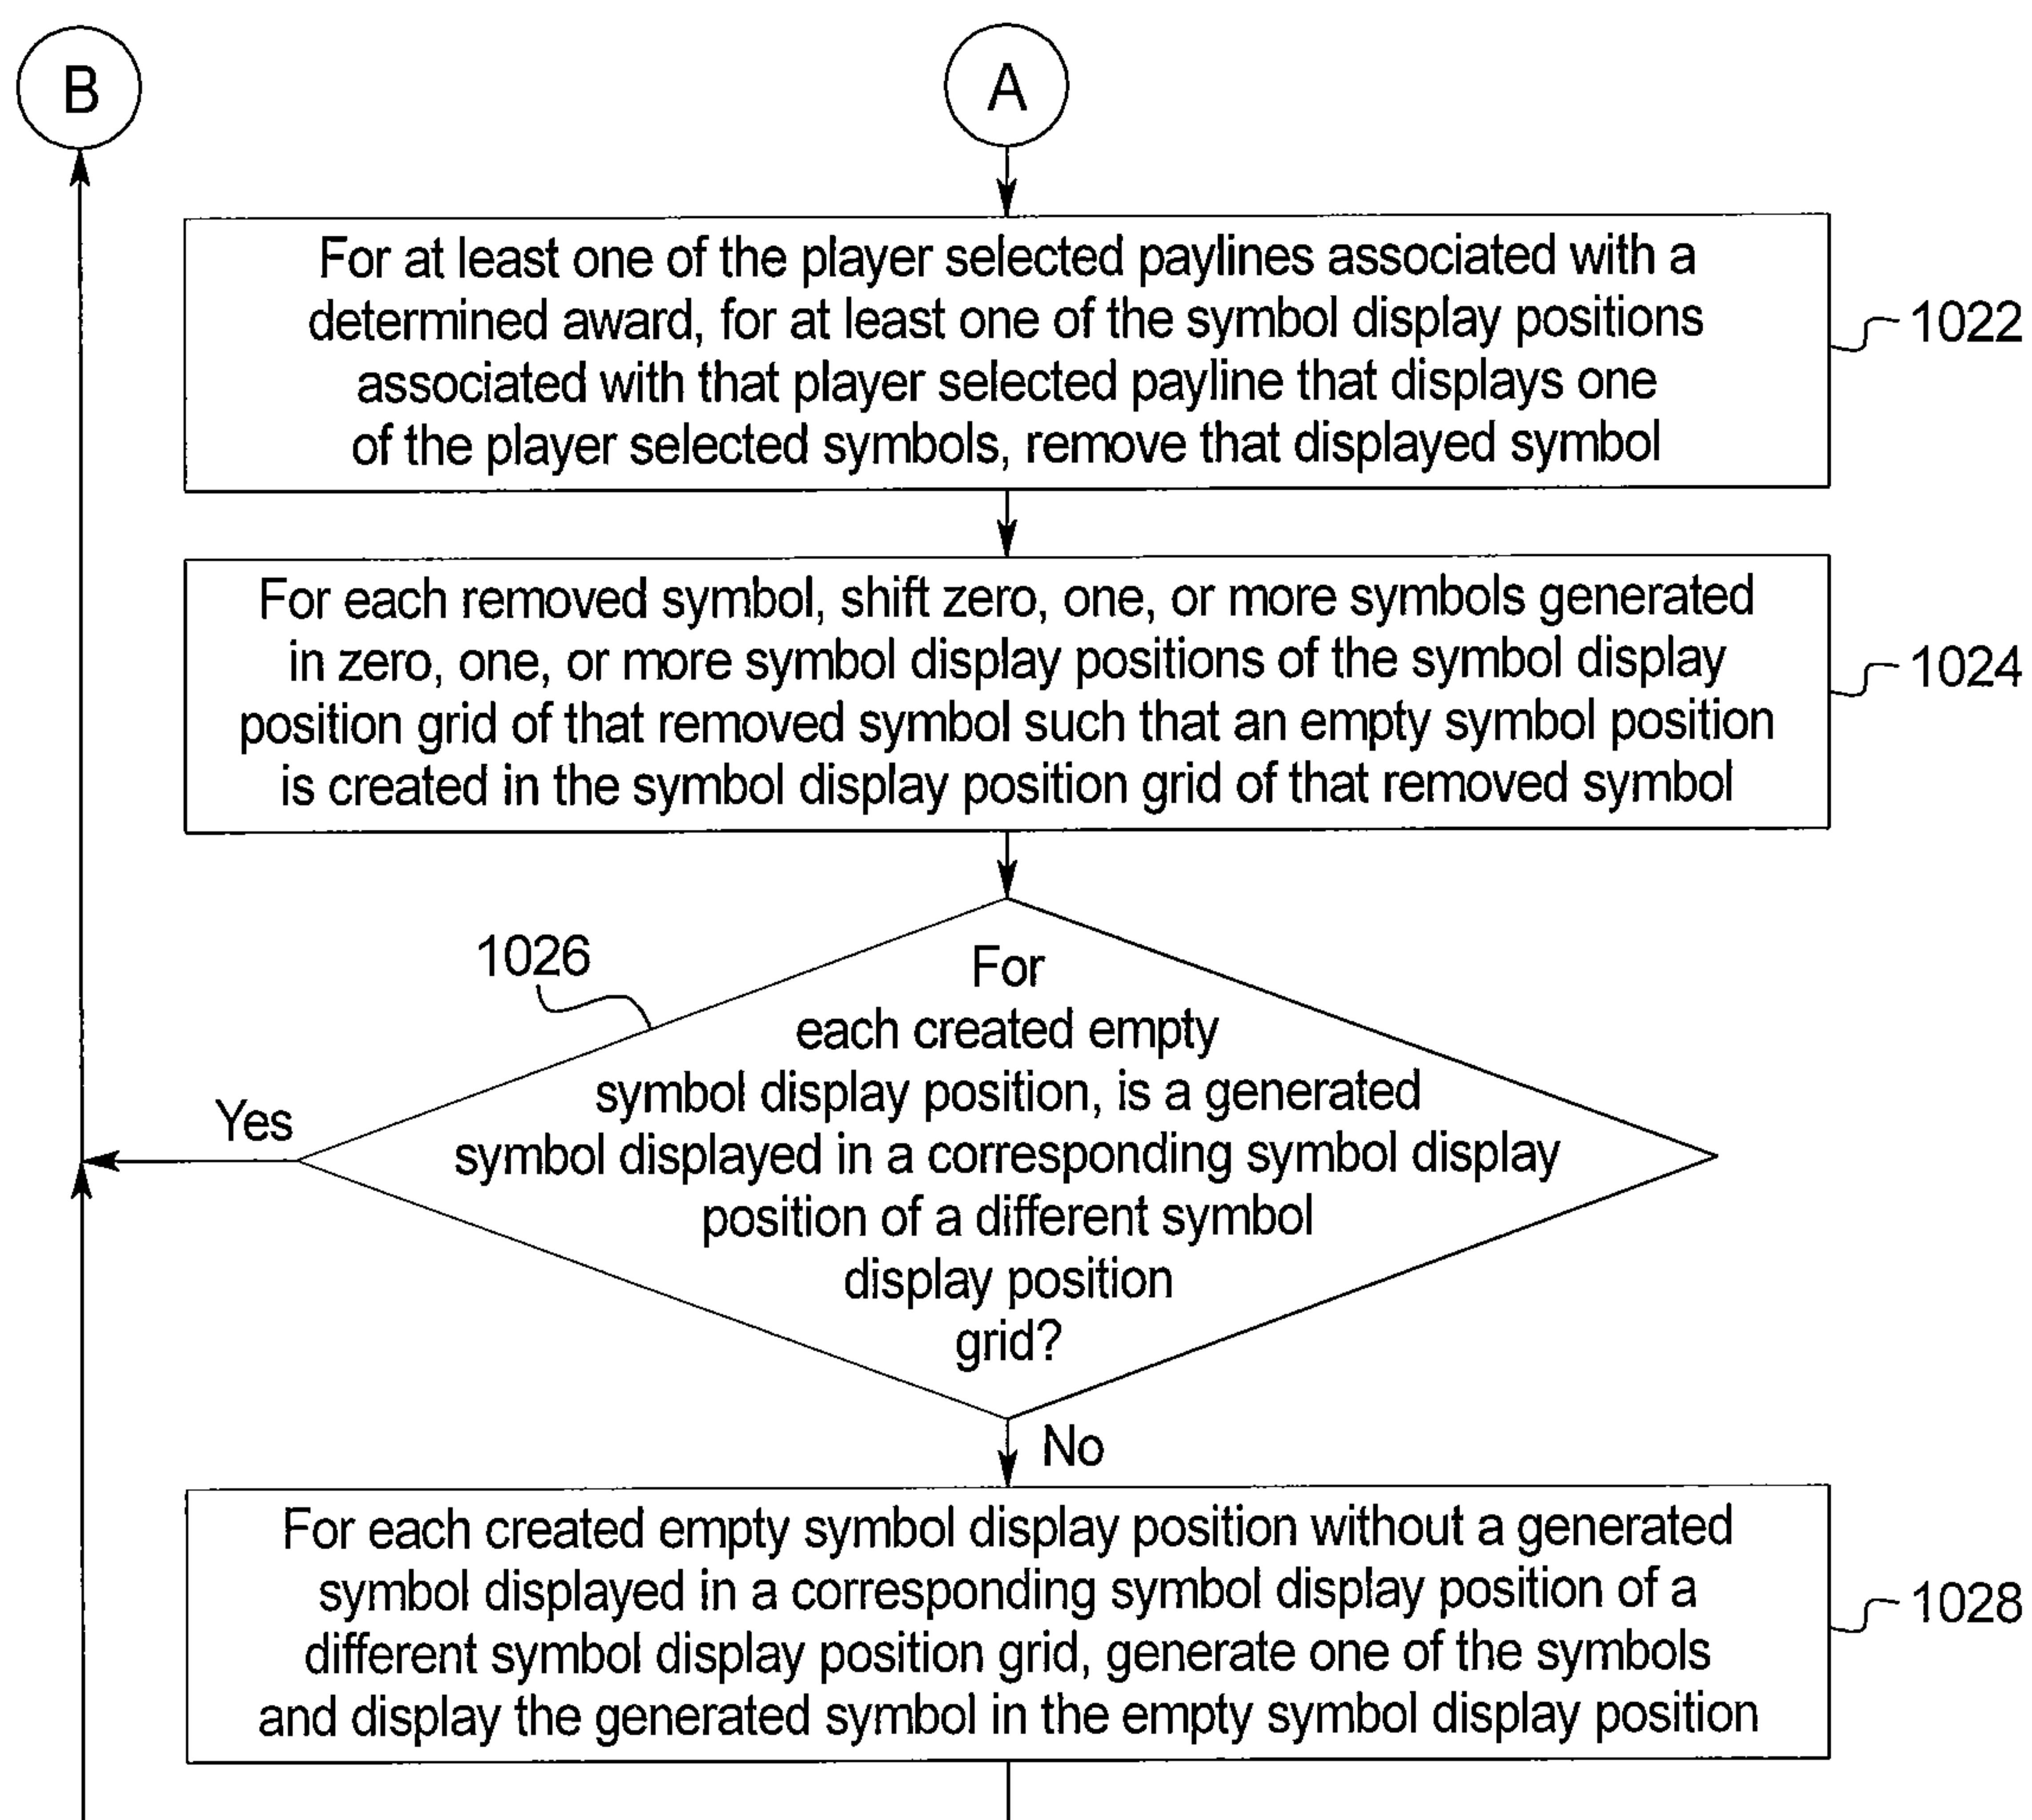 B
A
For at least one of the player selected paylines associated with a
determined award, for at least one of the symbol display positions
associated with that player selected payline that displays one
of the player selected symbols, remove that displayed symbol
1022
For each removed symbol, shift zero, one, or more symbols generated
in zero, one, or more symbol display positions of the symbol display
position grid of that removed symbol such that an empty symbol position
is created in the symbol display position grid of that removed symbol
1024
1026
For
each created empty
symbol display position, is a generated
symbol displayed in a corresponding symbol display
position of a different symbol
display position
grid?
Yes
No
For each created empty symbol display position without a generated
symbol displayed in a corresponding symbol display position of a
different symbol display position grid, generate one of the symbols
and display the generated symbol in the empty symbol display position
1028